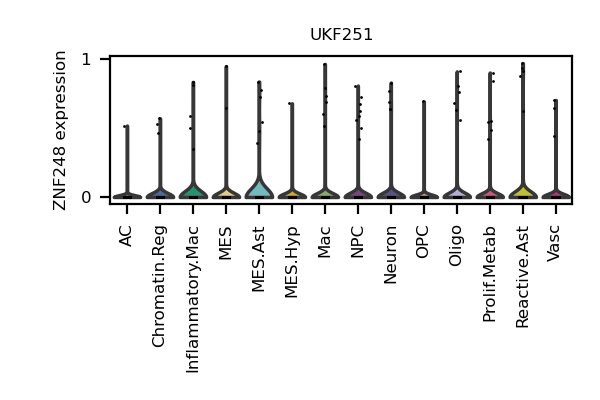 UKF251
ZNF248 expression
1
0
AC
Chromatin.Reg
Inflammatory.Mac
MES
MES.Ast
MES.Hyp
Mac
NPC
Neuron
OPC
Oligo
Prolif.Metab
Reactive.Ast
Vasc